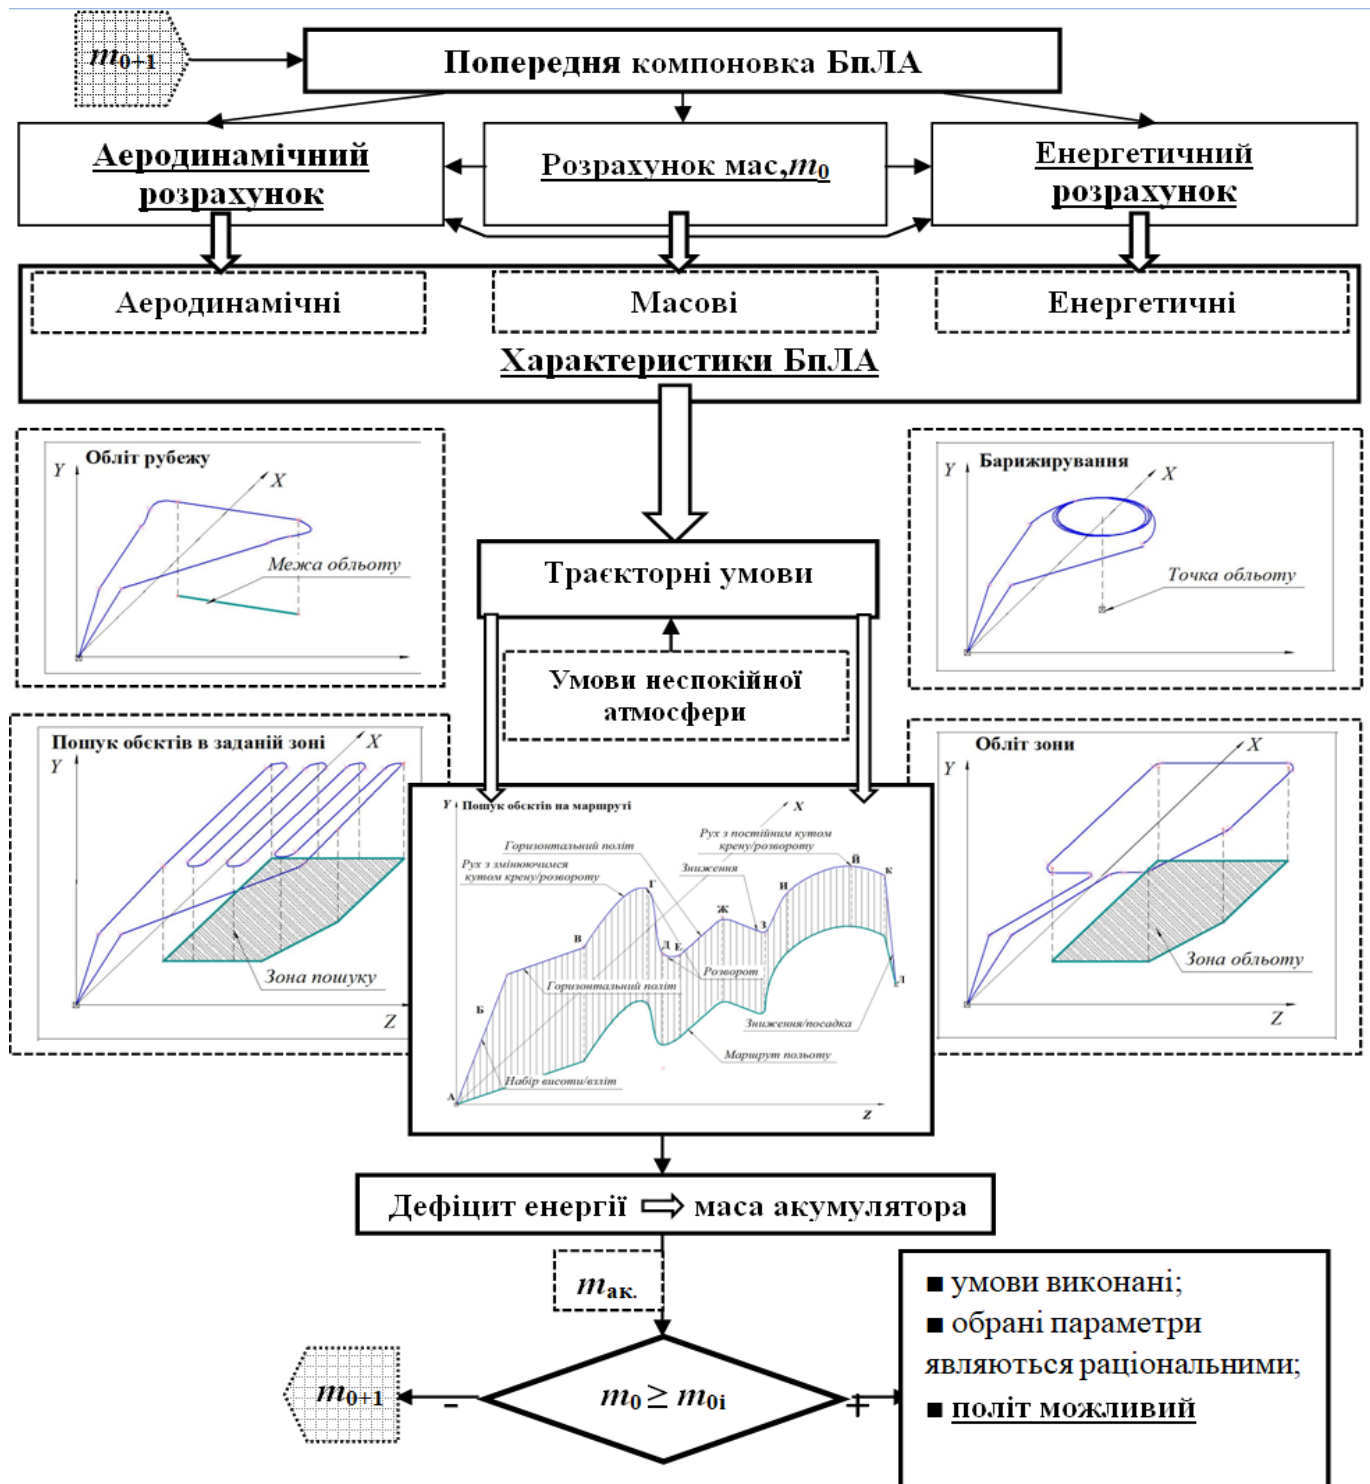 m0+1
Попередня компоновка БпЛА
Аеродинамічний
розрахунок
Розрахунок мас,m0
Енергетичний
розрахунок
Аеродинамічні
Масові
Енергетичні
Характеристики БпЛА
Обліт рубежу
Y
X
Межа обльоту
Барижирування
Y
X
Точка обльоту
Траєкторні умови
Умови неспокійної
атмосфери
Пошук обєктів в заданій зоні
Y
X
Зона пошуку
Z
Обліт зони
Y
X
Зона обльоту
Z
Y
Пошук обєктів на маршруті
X
Рух з постійним кутом
крену/розвороту
Горизонтальний політ
Рух з змінюючимся
кутом крену/розвороту
Зниження
Г
И
Й
К
Ж
В
Д
Е
З
Розворот
Горизонтальний політ
Л
Б
Зниження/посадка
Маршрут польоту
Набір висоти/взліт
А
Z
Дефіцит енергії ⇨ маса акумулятора
mак.
m0 ≥ m0i
-
+
m0+1
■ умови виконані;
■ обрані параметри
являються раціональними;
■ політ можливий